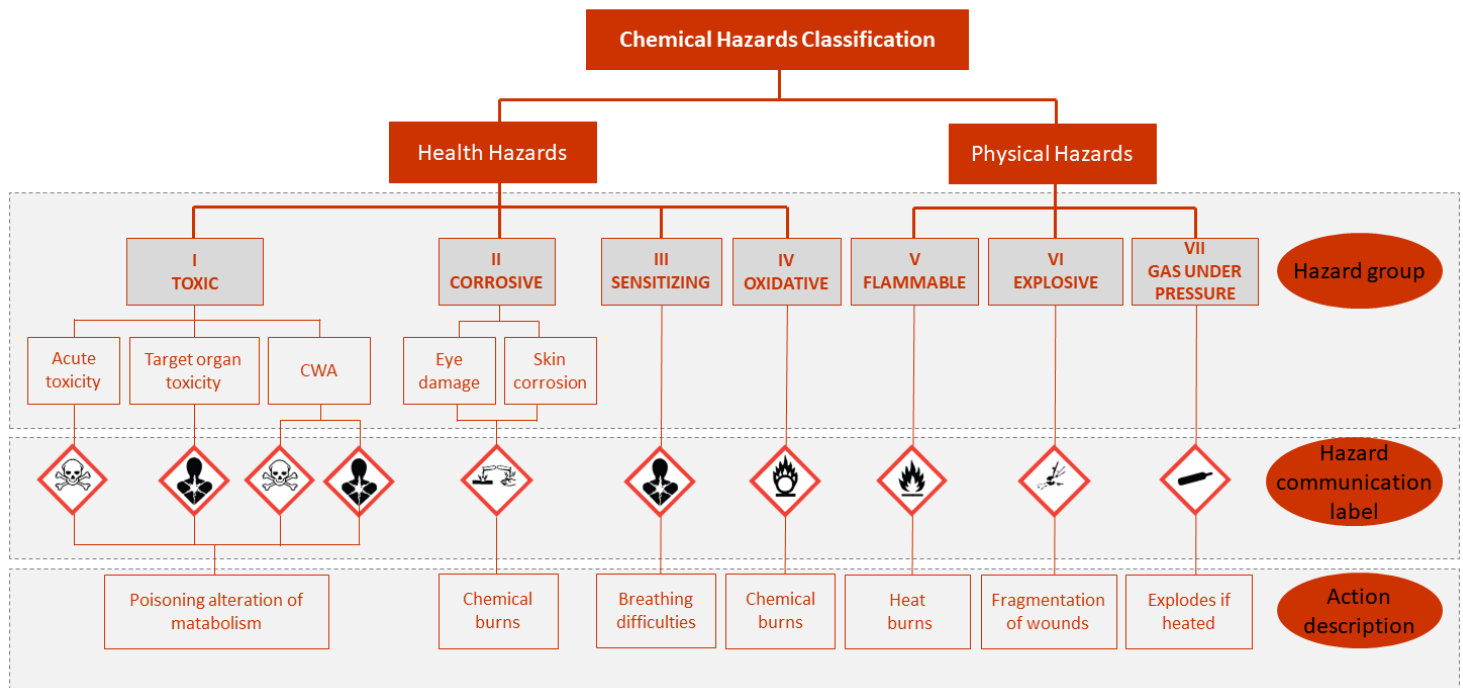 Chemical Hazards Classification
Health Hazards
Physical Hazards
I
TOXIC
II
CORROSIVE
III
SENSITIZING
IV
OXIDATIVE
V
FLAMMABLE
VI
EXPLOSIVE
VII
GAS UNDER
PRESSURE
Hazard group
Acute
toxicity
Target organ
toxicity
CWA
Eye
damage
Skin
corrosion
Hazard
communication
label
Poisoning alteration of
matabolism
Chemical
burns
Breathing
difficulties
Chemical
burns
Heat
burns
Fragmentation
of wounds
Explodes if
heated
Action
description